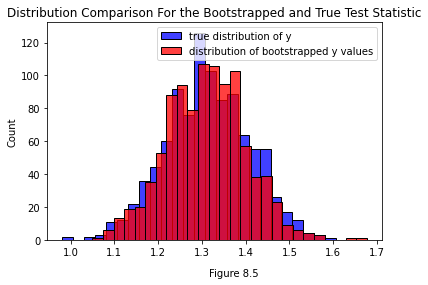 Distribution Comparison For the Bootstrapped and True Test Statistic
true distribution of y
distribution of bootstrapped y values
120
100
80
60
40
20
0
Count
1.0 1.1 1.2 1.3 1.4 1.5 1.6 1.7
Figure 8.5